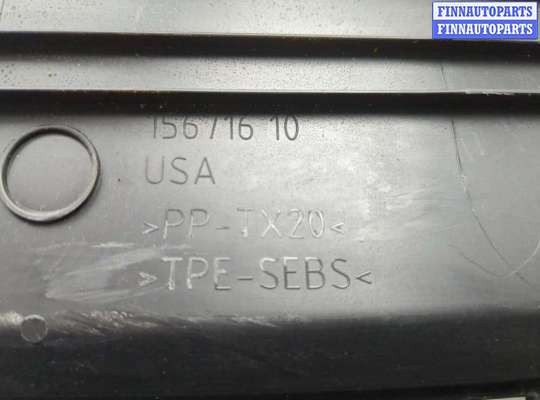 FINNAUTOPARTS
FINNAUTOPARTS
15671610
USA
>PP-TX20<
>TPE-SEBS<